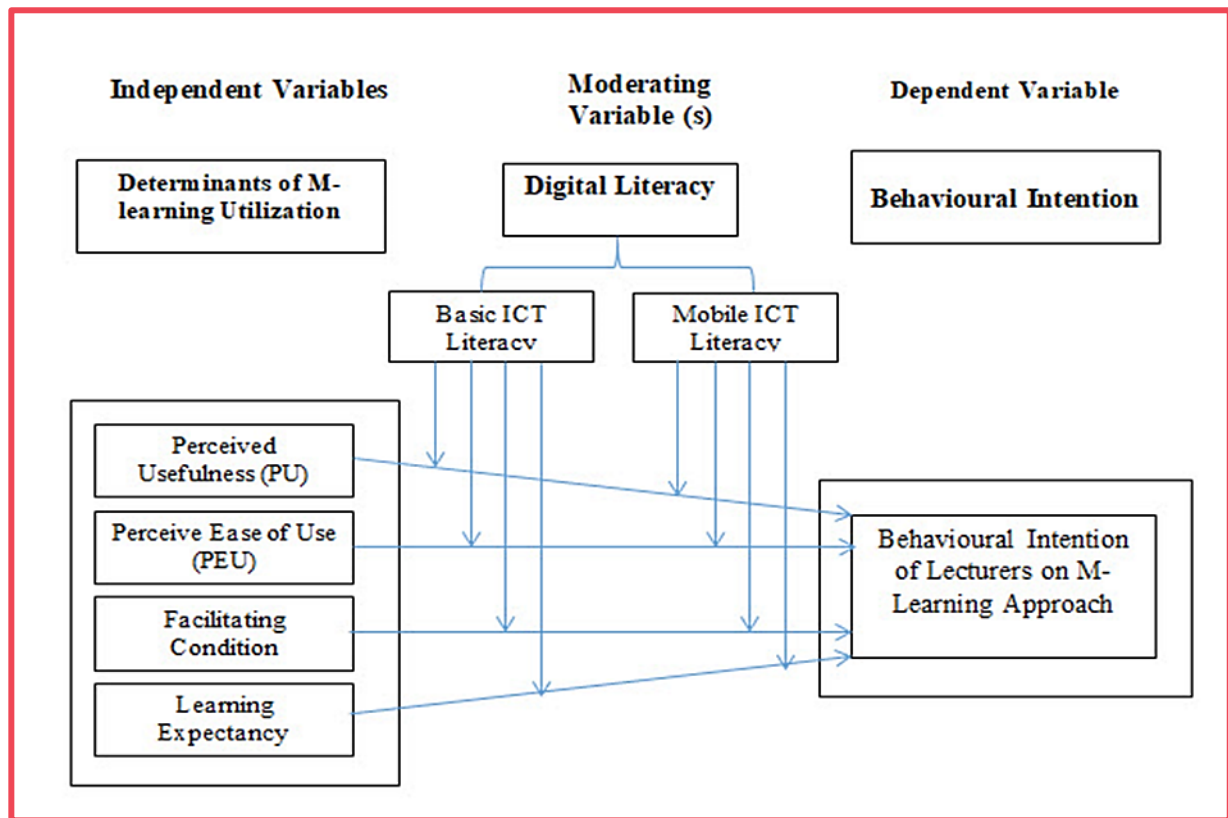 Independent Variables
Moderating
Variable (s)
Dependent Variable
Determinants of M-
learning Utilization
Digital Literacy
Behavioural Intention
Basic ICT
Literacy
Mobile ICT
Literacy
Perceived
Usefulness (PU)
Perceive Ease of Use
(PEU)
Facilitating
Condition
Learning
Expectancy
Behavioural Intention
of Lecturers on M-
Learning Approach